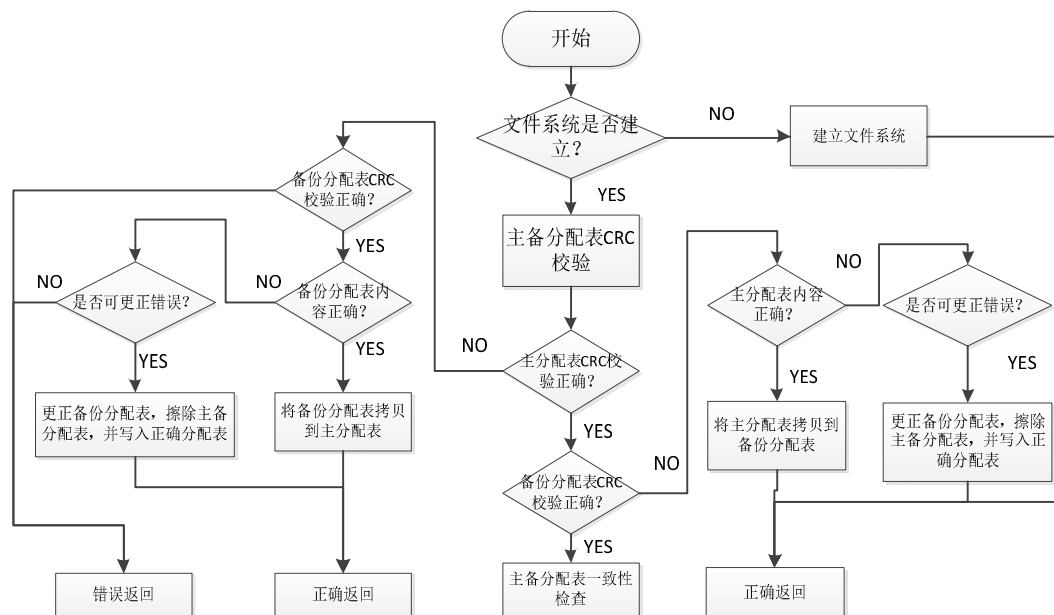 开始
文件系统是否建
立?
NO
建立文件系统
YES
主备分配表CRC
校验
备份分配表CRC
校验正确?
YES
NO
是否可更正错误?
NO
备份分配表内
容正确?
YES
YES
更正备份分配表，擦除主备
分配表，并写入正确分配表
将备份分配表拷贝
到主分配表
NO
主分配表CRC校
验正确?
YES
备份分配表CRC
校验正确?
NO
YES
主备分配表一致性
检查
主分配表内容
正确?
NO
是否可更正错误?
YES
YES
将主分配表拷贝到
备份分配表
更正备份分配表，擦除
主备分配表，并写入正
确分配表
错误返回
正确返回
正确返回